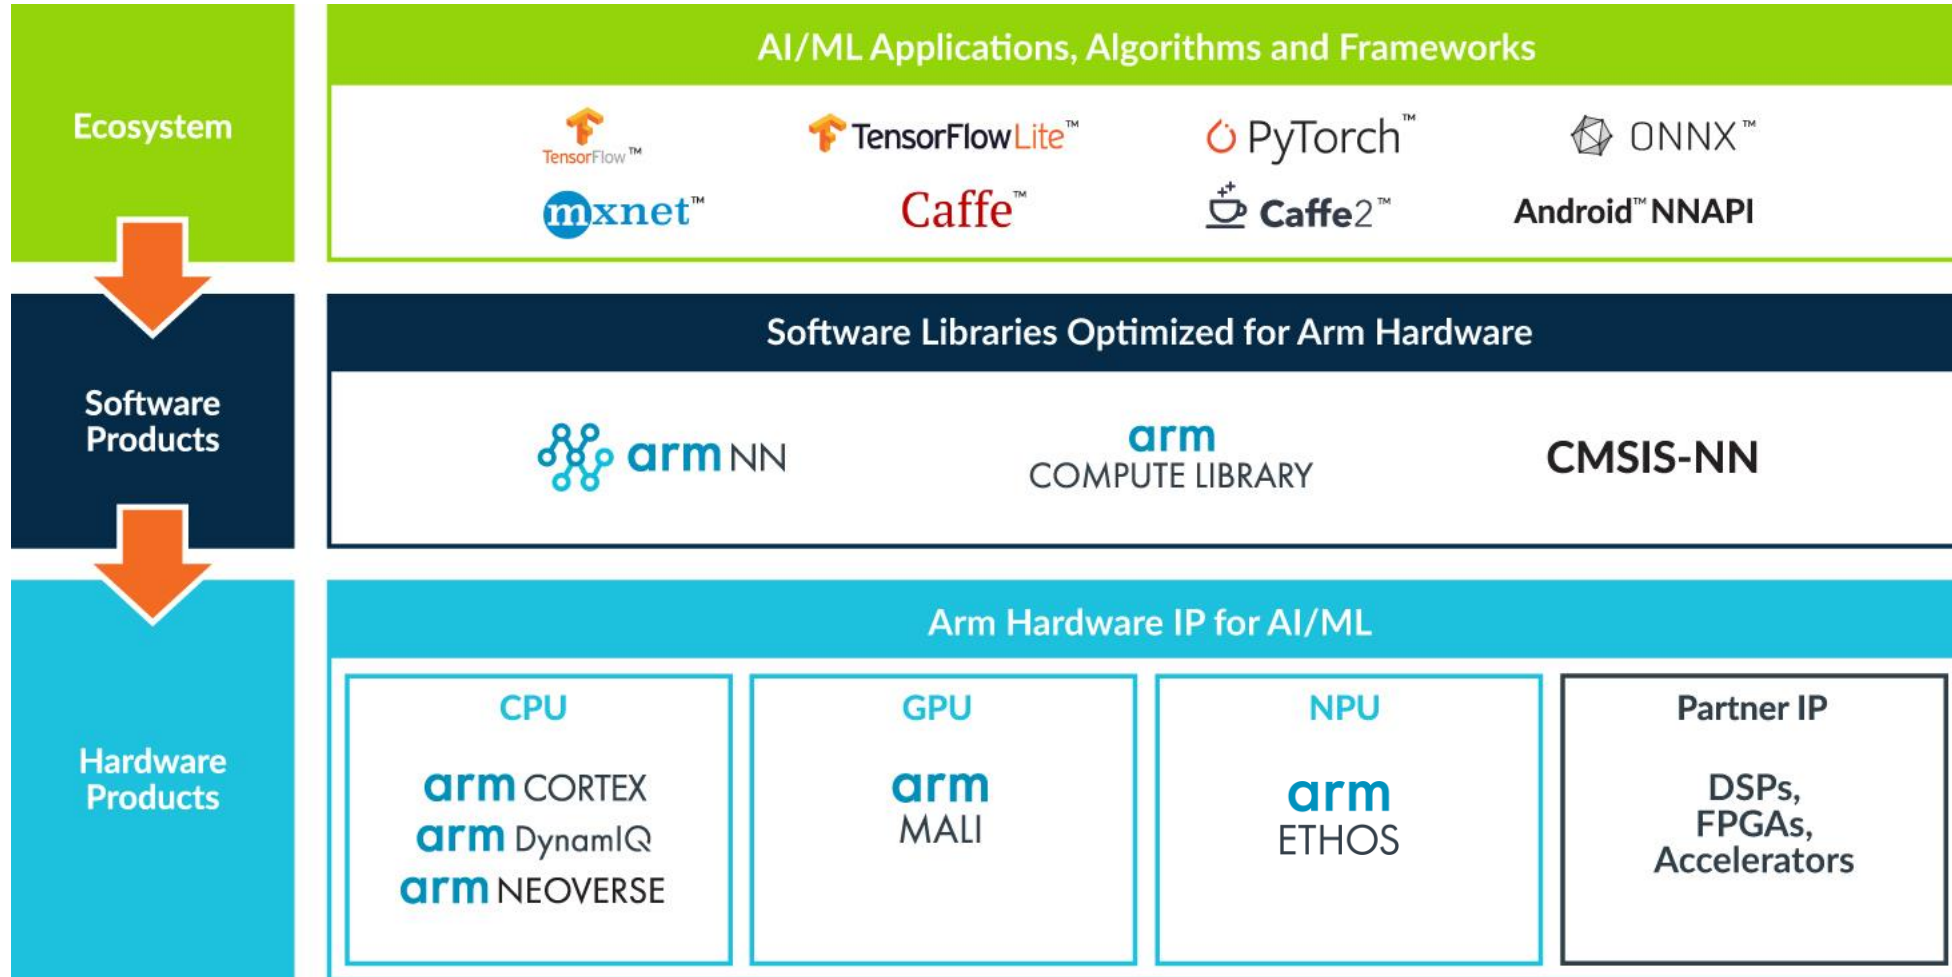 Ecosystem
AI/ML Applications, Algorithms and Frameworks
TensorFlow™
TensorFlowLite™
PyTorch™
ONNX™
mxnet™
Caffe™
Caffe2™
Android™ NNAPI
Software
Products
Software Libraries Optimized for Arm Hardware
arm NN
arm
COMPUTE LIBRARY
CMSIS-NN
Hardware
Products
Arm Hardware IP for AI/ML
CPU
arm CORTEX
arm DynamIQ
arm NEOVERSE
GPU
arm
MALI
NPU
arm
ETHOS
Partner IP
DSPs,
FPGAs,
Accelerators